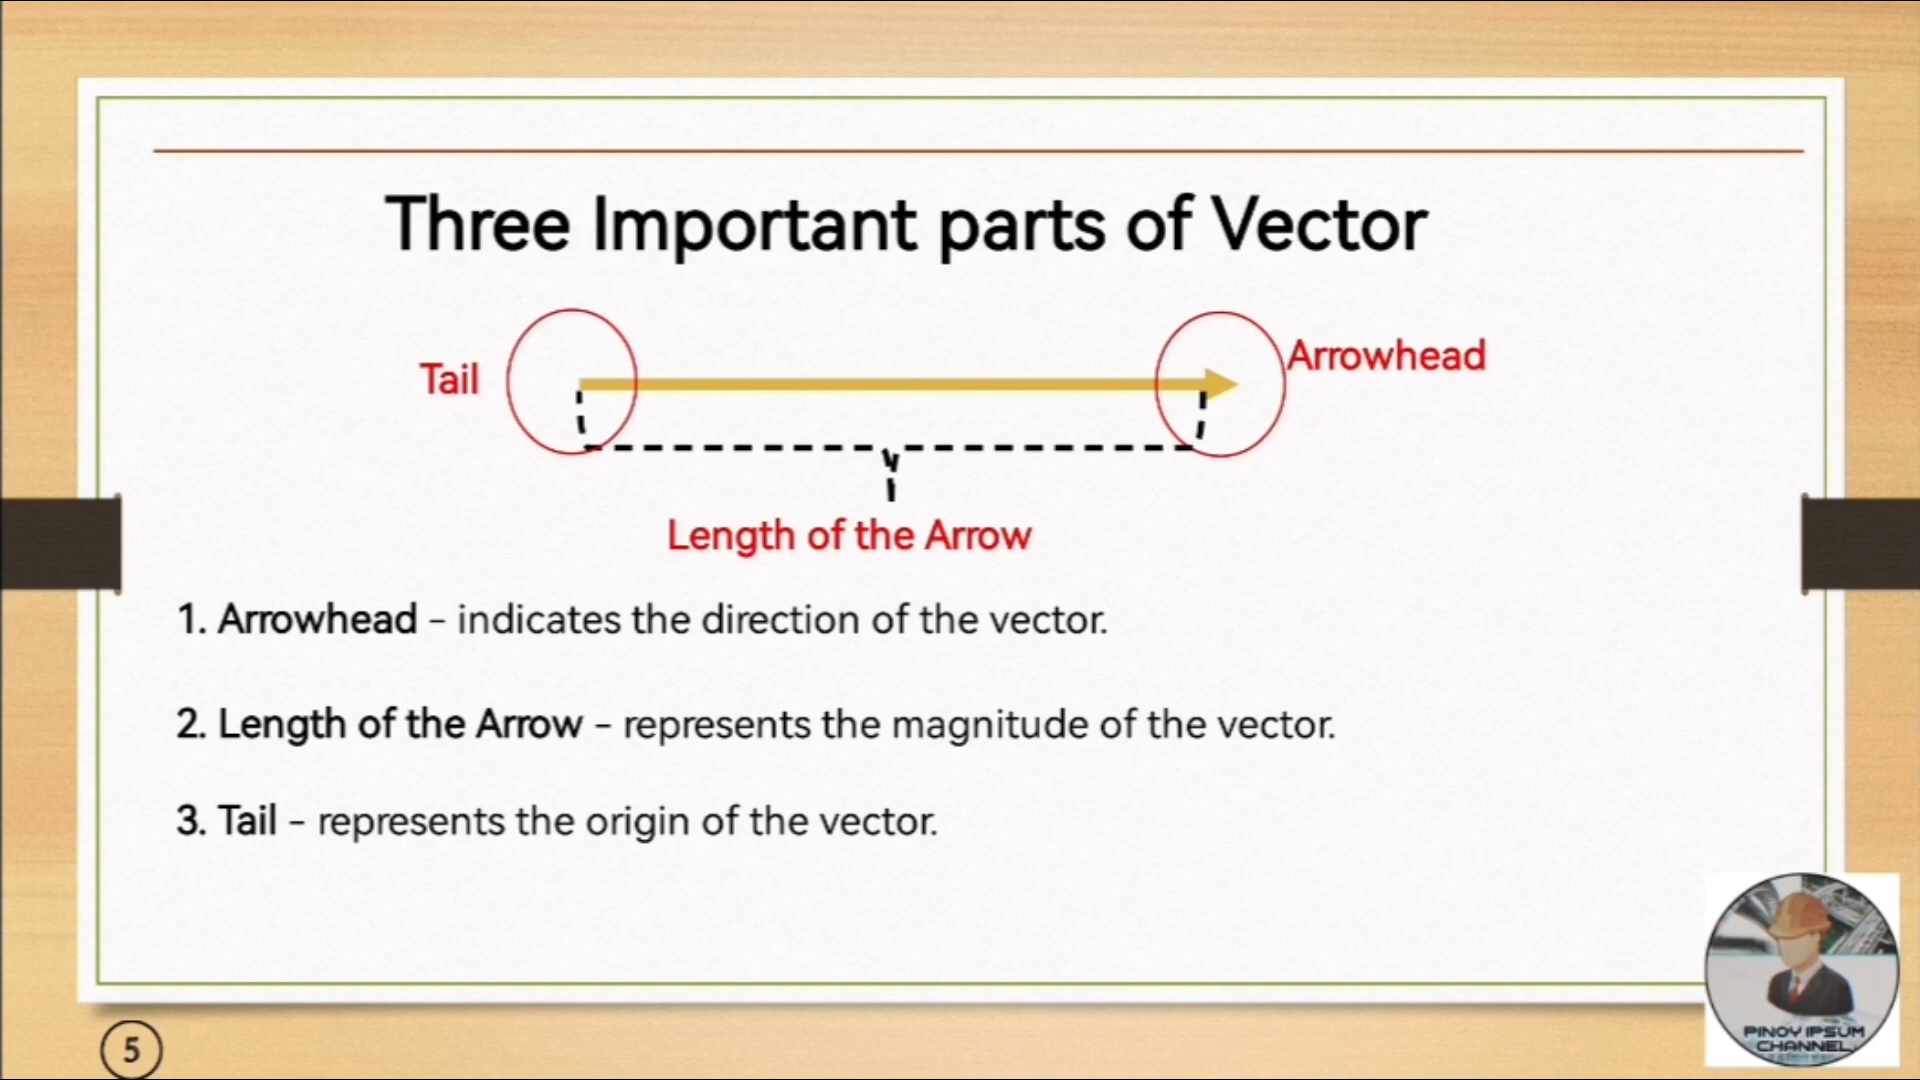 Three Important parts of Vector
Tail
Arrowhead
Length of the Arrow
1. Arrowhead – indicates the direction of the vector.
2. Length of the Arrow – represents the magnitude of the vector.
3. Tail – represents the origin of the vector.
5
PINOY IPSUM
CHANNEL